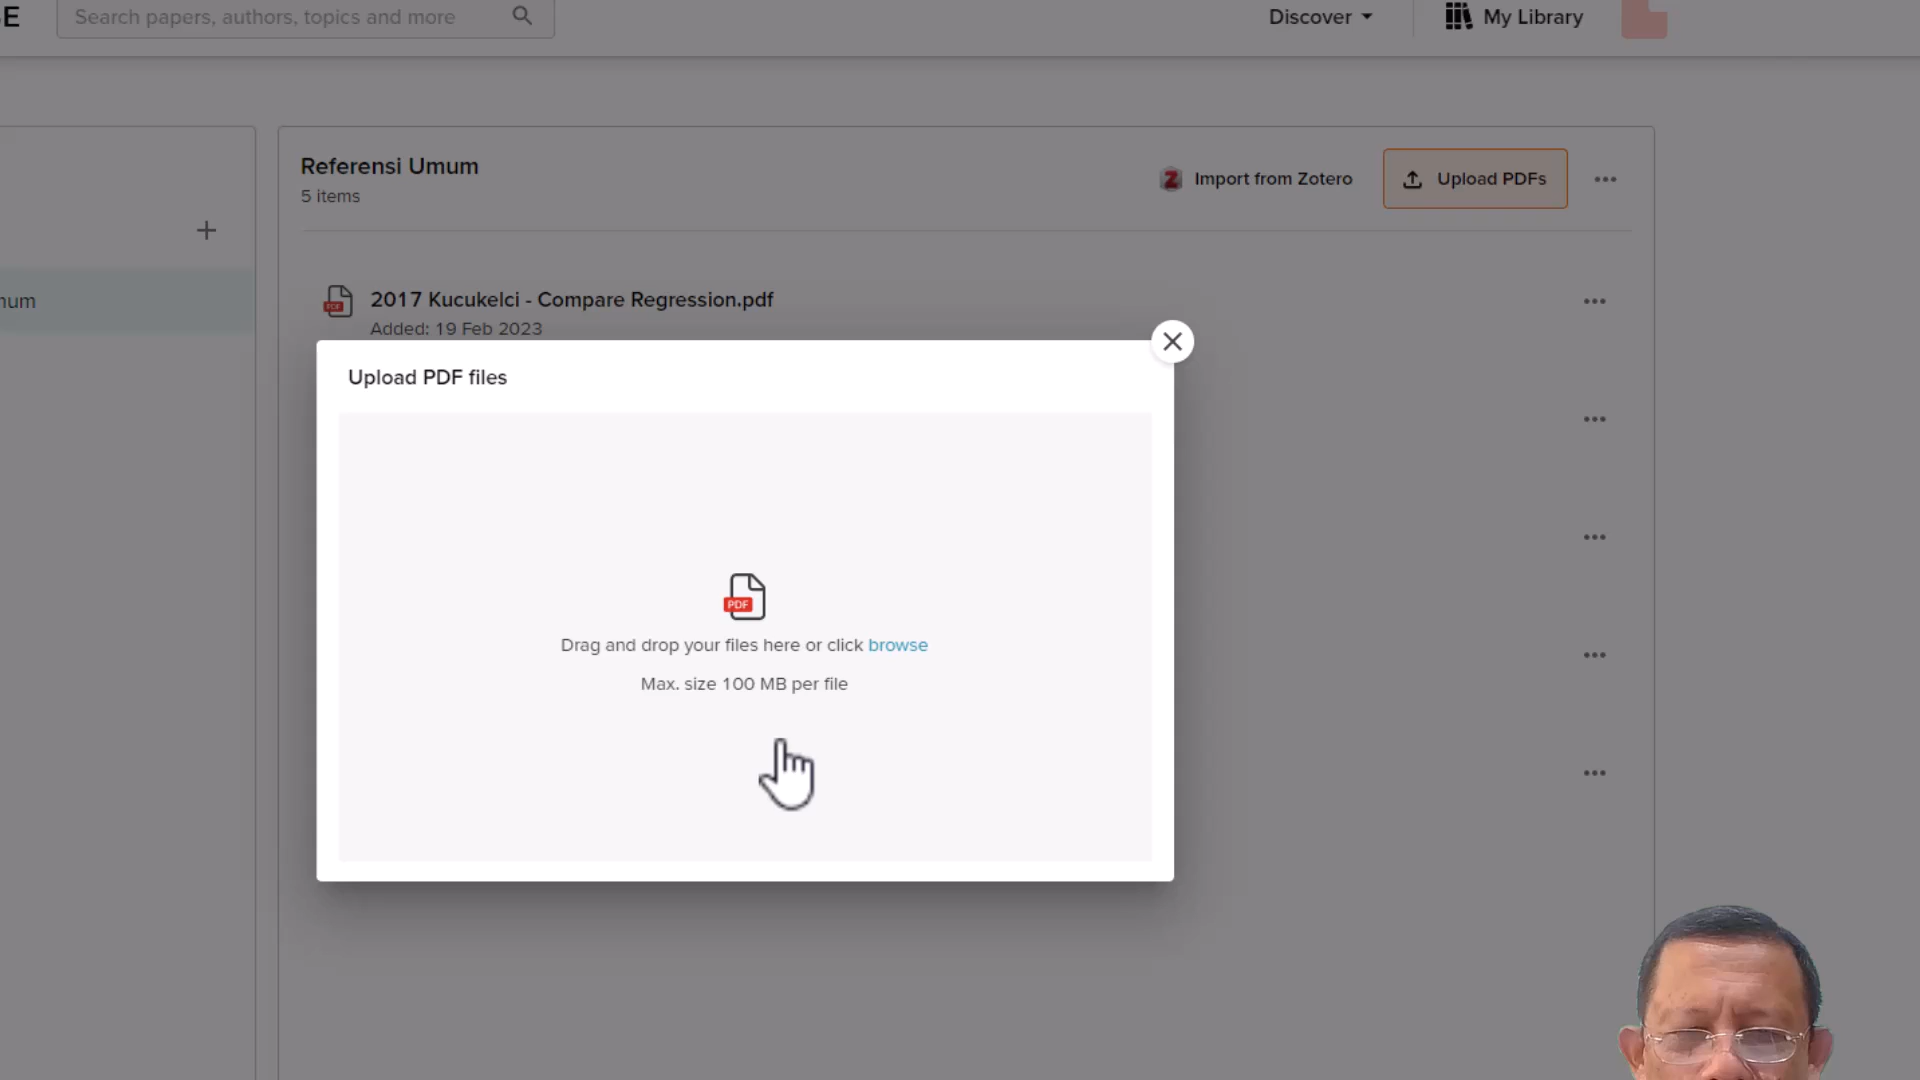 E
Search papers, authors, topics and more
Discover
My Library
Referensi Umum
5 items
Import from Zotero
Upload PDFs
num
2017 Kucukelci - Compare Regression.pdf
Added: 19 Feb 2023
Upload PDF files
PDF
Drag and drop your files here or click browse
Max. size 100 MB per file